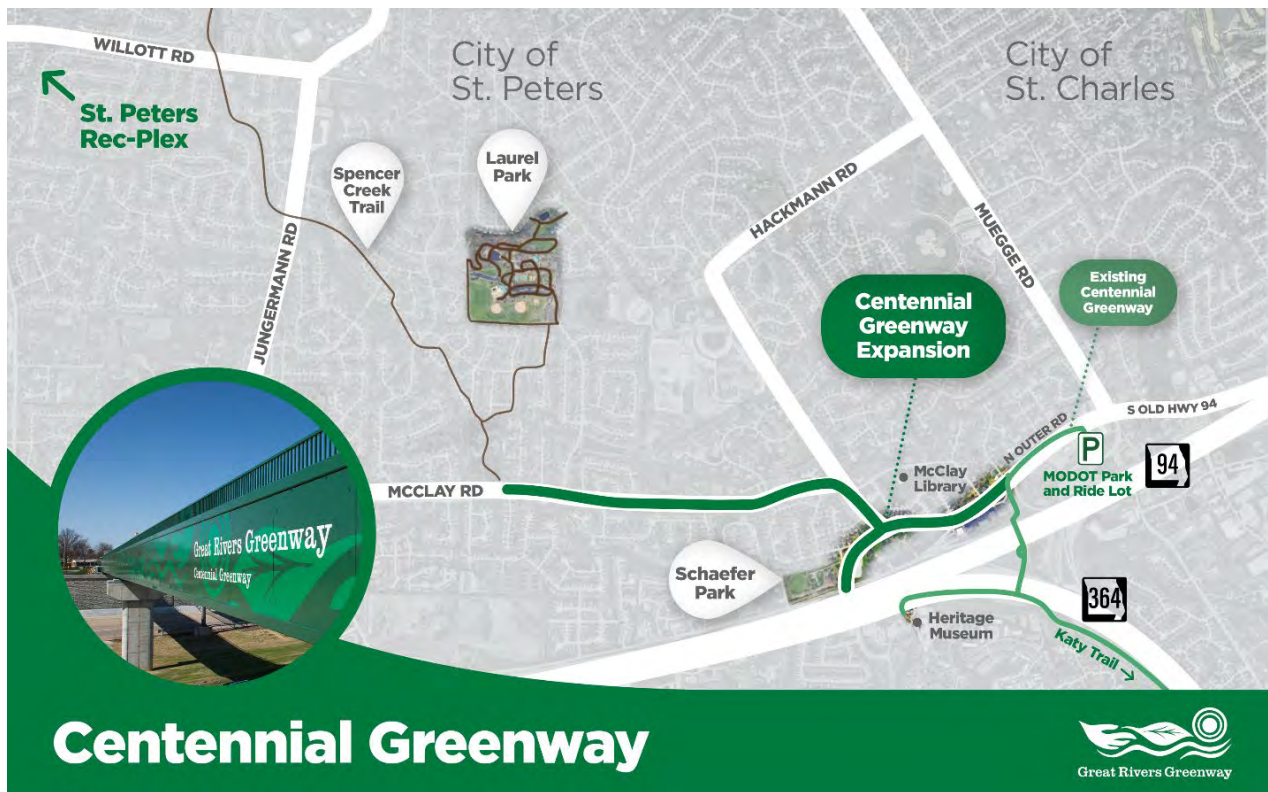 WILLOTT RD
City of
St. Peters
City of
St. Charles
St. Peters
Rec-Plex
Spencer
Creek
Trail
Laurel
Park
HACKMANN RD
MUEGGE RD
JUNGERMANN RD
Existing
Centennial
Greenway
Centennial
Greenway
Expansion
S OLD HWY 94
N OUTER RD
P
MODOT Park
and Ride Lot
94
McClay
Library
MCCLAY RD
Great Rivers Greenway
Centennial Greenway
Schaefer
Park
364
Heritage
Museum
Katy Trail
Centennial Greenway
Great Rivers Greenway